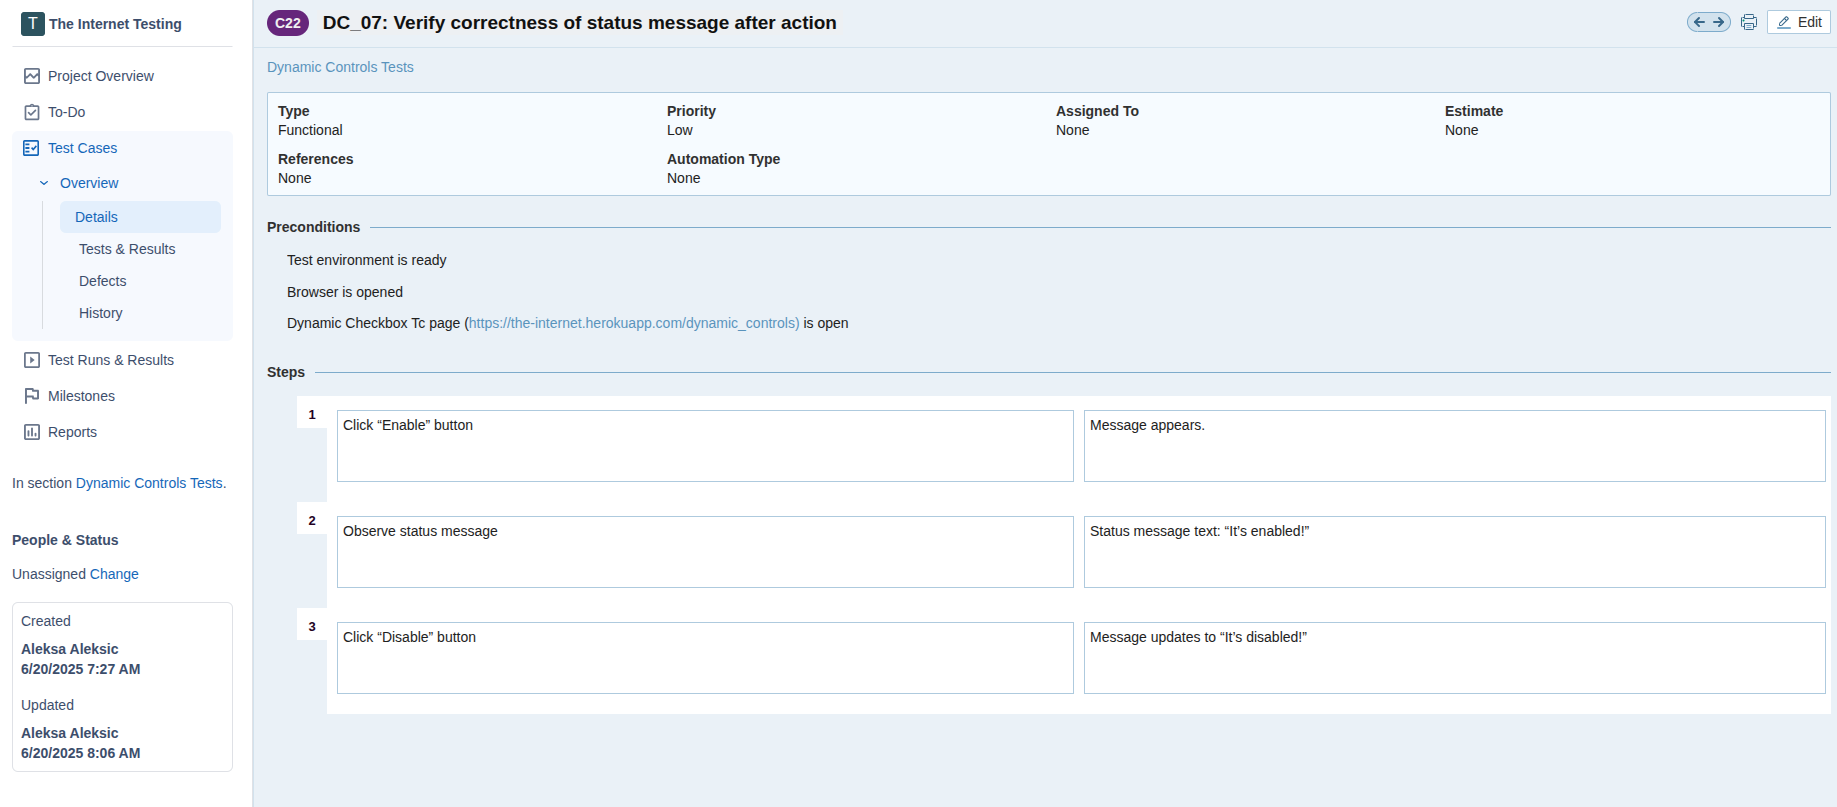 T The Internet Testing
Project Overview
To-Do
Test Cases
Overview
Details
Tests & Results
Defects
History
Test Runs & Results
Milestones
Reports
In section Dynamic Controls Tests.
People & Status
Unassigned Change
Created
Aleksa Aleksic
6/20/2025 7:27 AM
Updated
Aleksa Aleksic
6/20/2025 8:06 AM
C22 DC_07: Verify correctness of status message after action
Edit
Dynamic Controls Tests
Type Priority Assigned To Estimate
Functional Low None None
References Automation Type
None None
Preconditions
Test environment is ready
Browser is opened
Dynamic Checkbox Tc page (https://the-internet.herokuapp.com/dynamic_controls) is open
Steps
1 Click “Enable” button Message appears.
2 Observe status message Status message text: “It’s enabled!”
3 Click “Disable” button Message updates to “It’s disabled!”